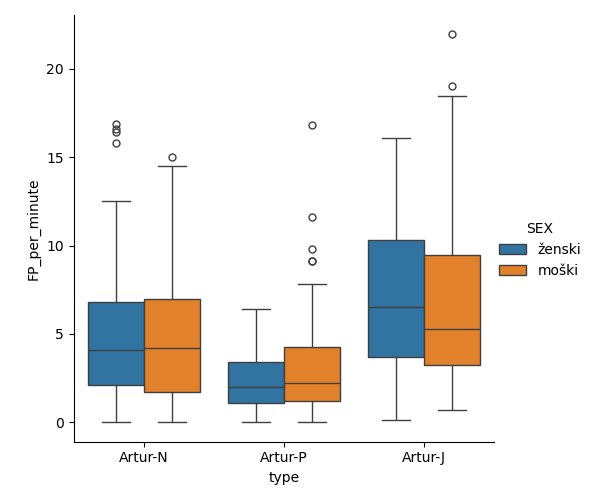 FP_per_minute
20
15
10
5
0
Artur-N
Artur-P
Artur-J
type
SEX
ženski
moški